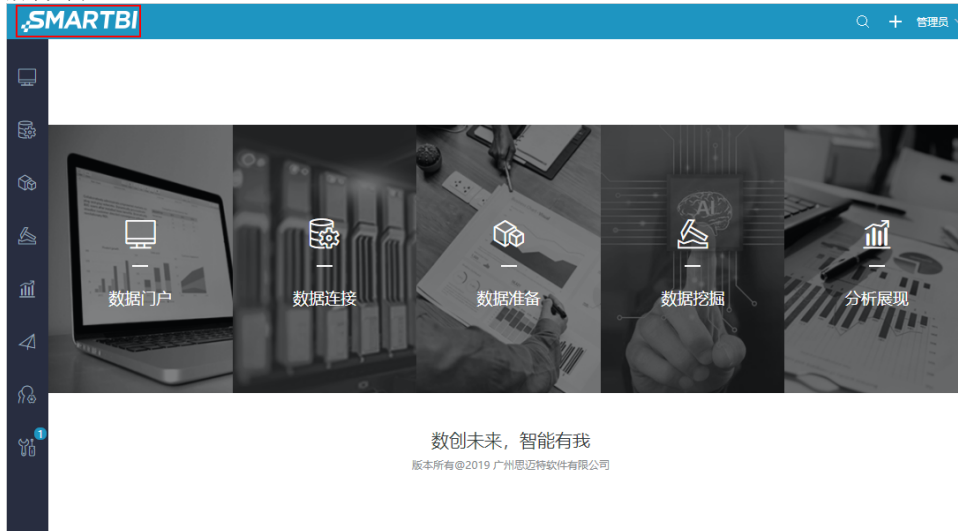 SMARTBI
管理员
数据门户
数据连接
数据准备
AI
数据挖掘
分析展现
1
数创未来，智能有我
版本所有@2019 广州思迈特软件有限公司